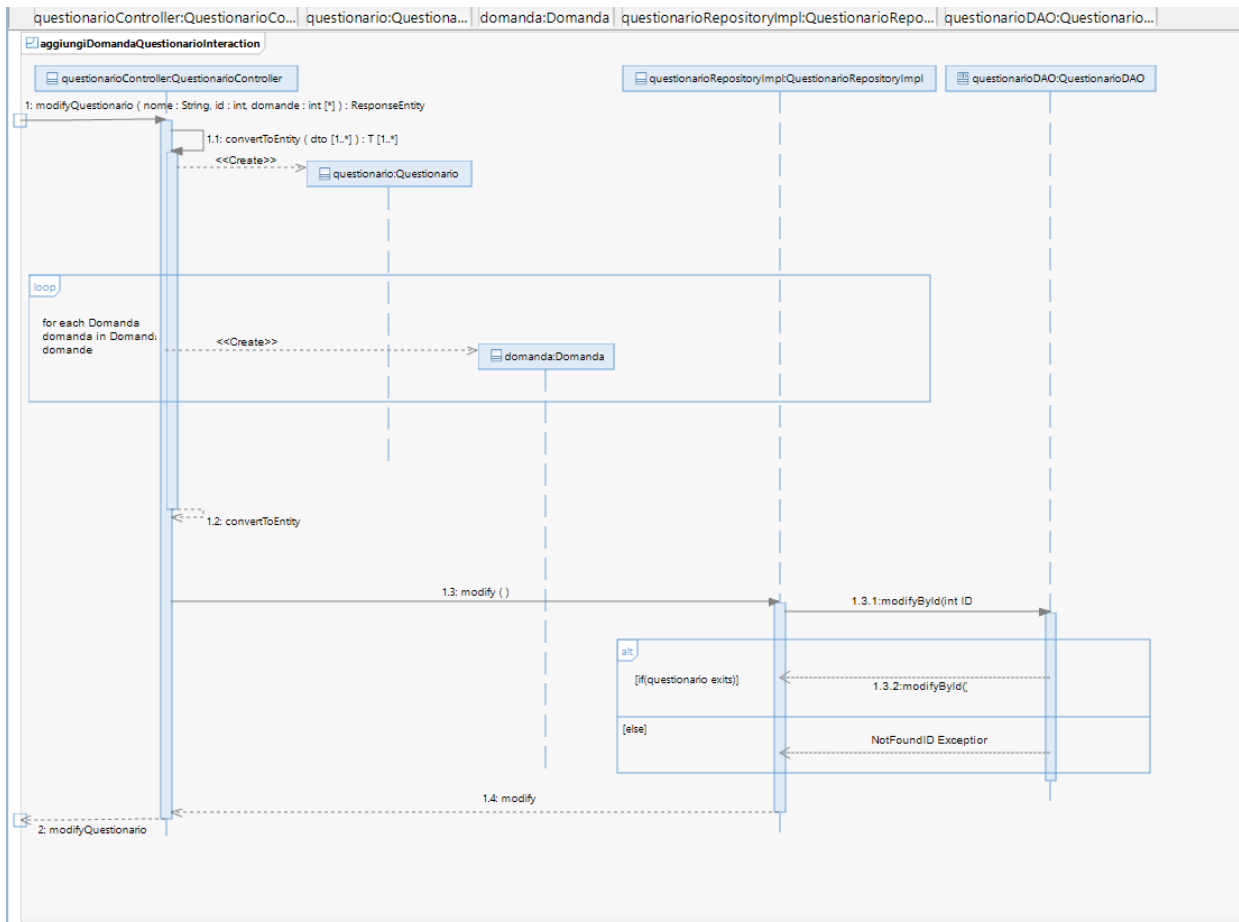 questionarioController:QuestionarioCo...
questionario:Questiona...
domanda:Domanda
questionarioRepositoryImpl:QuestionarioRepo...
questionarioDAO:Questionario...
aggiungiDomandaQuestionarioInteraction
questionarioController:QuestionarioController
questionarioRepositoryImpl:QuestionarioRepositoryImpl
questionarioDAO:QuestionarioDAO
1: modifyQuestionario ( nome : String, id : int, domande : int [*] ) : ResponseEntity
1.1: convertToEntity ( dto [1..*] ) : T [1..*]
<<Create>>
questionario:Questionario
loop
for each Domanda
domanda in Domand
domande
<<Create>>
domanda:Domanda
1.2: convertToEntity
1.3: modify ( )
1.3.1:modifyById(int ID
alt
[if(questionario exits)]
1.3.2:modifyById(
[else]
NotFoundID Exceptior
1.4: modify
2: modifyQuestionario